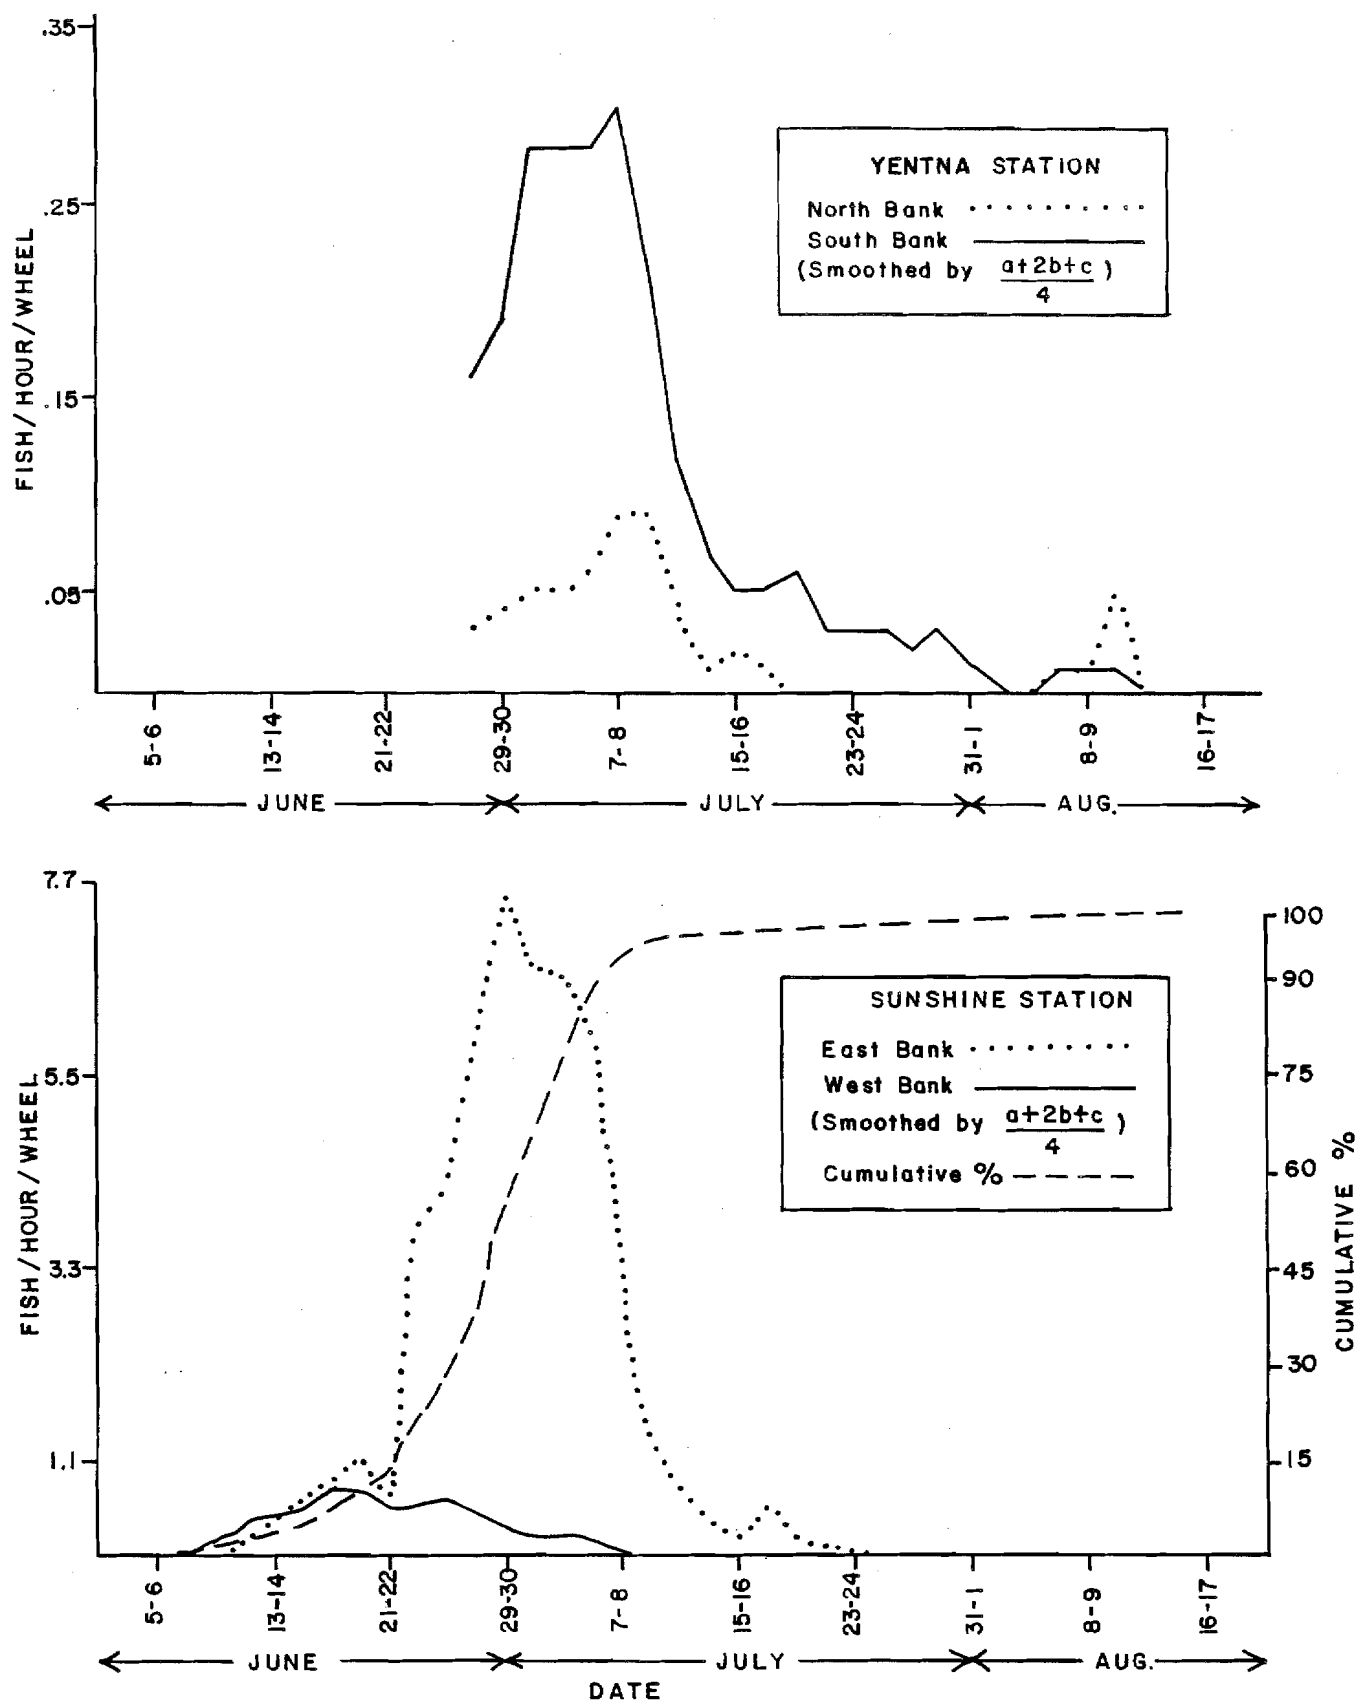 .35
.25
.15
.05
FISH/HOUR/WHEEL
YENTNA STATION
North Bank
South Bank
(Smoothed by a+2b+c )
4
5-6
13-14
21-22
29-30
7-8
15-16
23-24
31-1
8-9
16-17
JUNE
JULY
AUG.
7.7
5.5
3.3
1.1
FISH/HOUR/WHEEL
SUNSHINE STATION
East Bank
West Bank
(Smoothed by a+2b+c )
4
Cumulative %
100
90
75
60
45
30
15
CUMULATIVE %
5-6
13-14
21-22
29-30
7-8
15-16
23-24
31-1
8-9
16-17
JUNE
JULY
AUG.
DATE